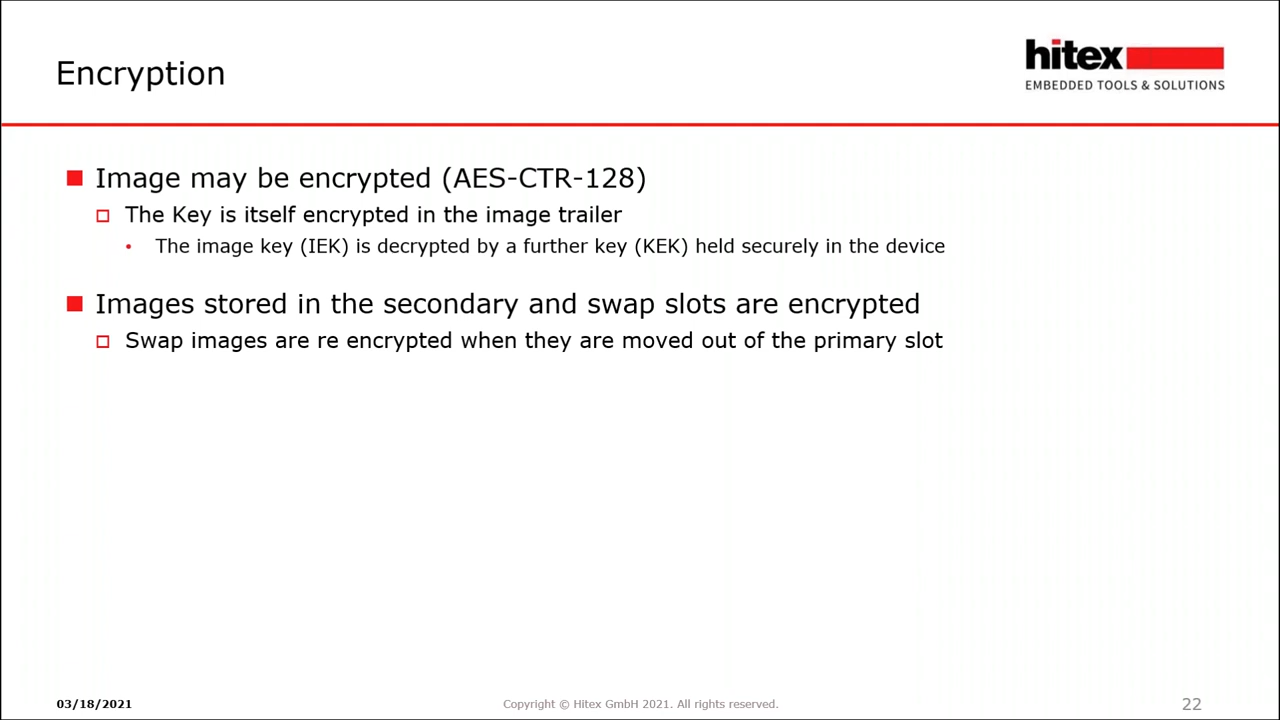 Encryption
hitex
EMBEDDED TOOLS & SOLUTIONS
Image may be encrypted (AES-CTR-128)
The Key is itself encrypted in the image trailer
The image key (IEK) is decrypted by a further key (KEK) held securely in the device
Images stored in the secondary and swap slots are encrypted
Swap images are re encrypted when they are moved out of the primary slot
03/18/2021
Copyright © Hitex GmbH 2021. All rights reserved.
22